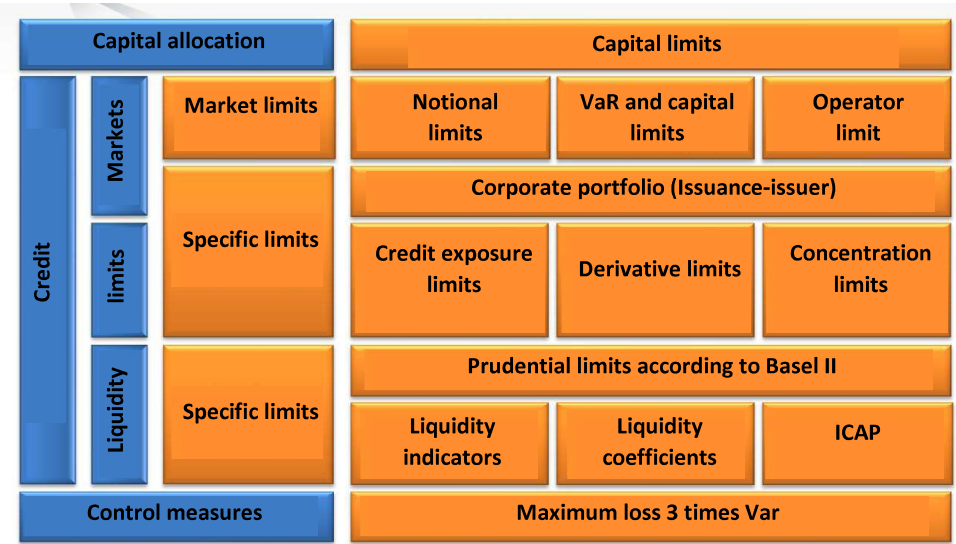 Capital allocation
Capital limits
Credit
Markets
Market limits
Notional
limits
VaR and capital
limits
Operator
limit
Specific limits
Corporate portfolio (Issuance-issuer)
limits
Credit exposure
limits
Derivative limits
Concentration
limits
Liquidity
Specific limits
Prudential limits according to Basel II
Liquidity
indicators
Liquidity
coefficients
ICAP
Control measures
Maximum loss 3 times Var